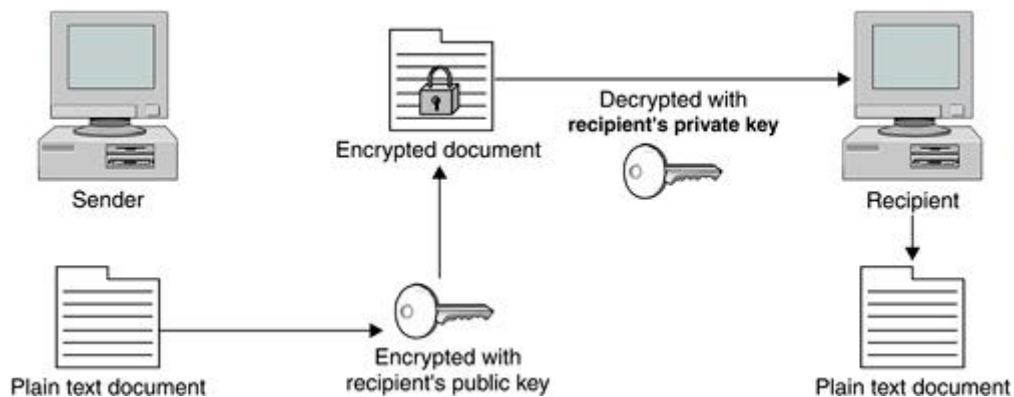 Sender
Encrypted document
Decrypted with
recipient's private key
Recipient
Plain text document
Encrypted with
recipient's public key
Plain text document